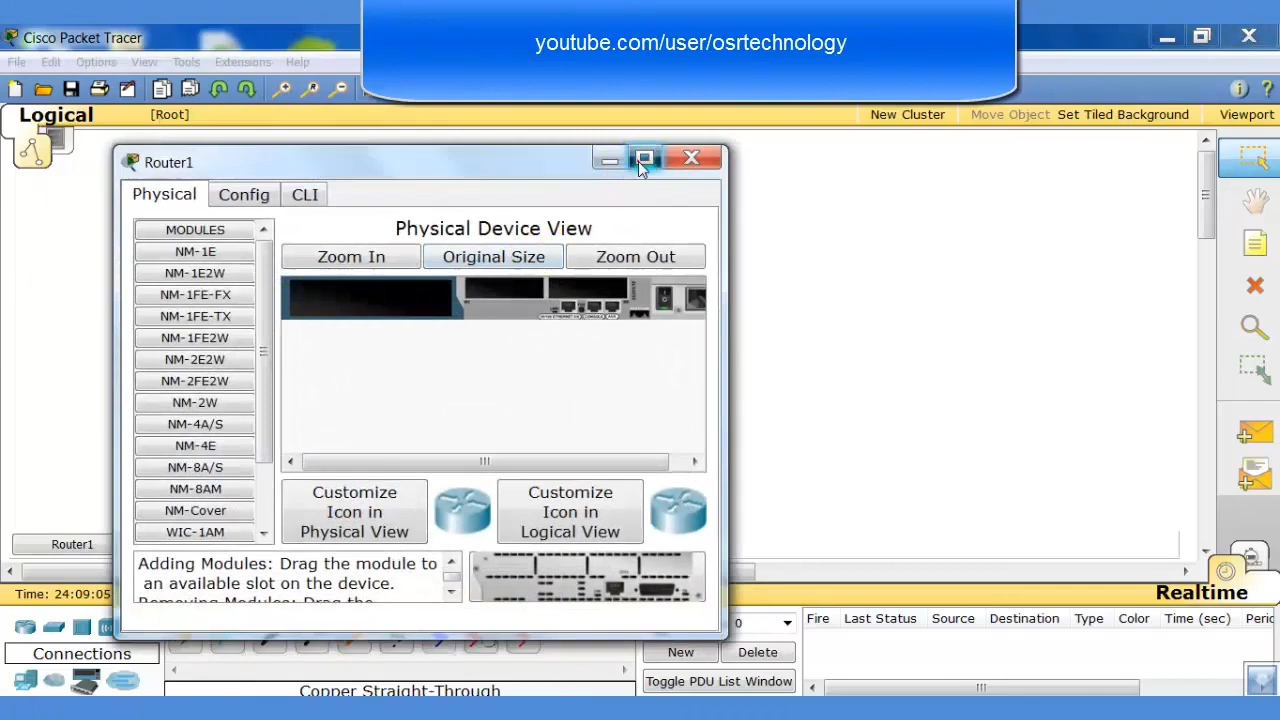 youtube.com/user/osrtechnology
Cisco Packet Tracer
File Edit Options View Tools Extensions Help
Logical [Root] New Cluster Move Object Set Tiled Background Viewport
Router1
Physical Config CLI
MODULES
NM-1E
NM-1E2W
NM-1FE-FX
NM-1FE-TX
NM-1FE2W
NM-2E2W
NM-2FE2W
NM-2W
NM-4A/S
NM-4E
NM-8A/S
NM-8AM
NM-Cover
WIC-1AM
Physical Device View
Zoom In Original Size Zoom Out
Customize
Icon in
Physical View
Customize
Icon in
Logical View
Adding Modules: Drag the module to
an available slot on the device.
Removing Modules: Drag the
Router1
Time: 24:09:05
Realtime
Connections
Copper Straight-Through
0
New Delete
Toggle PDU List Window
Fire Last Status Source Destination Type Color Time (sec) Perio